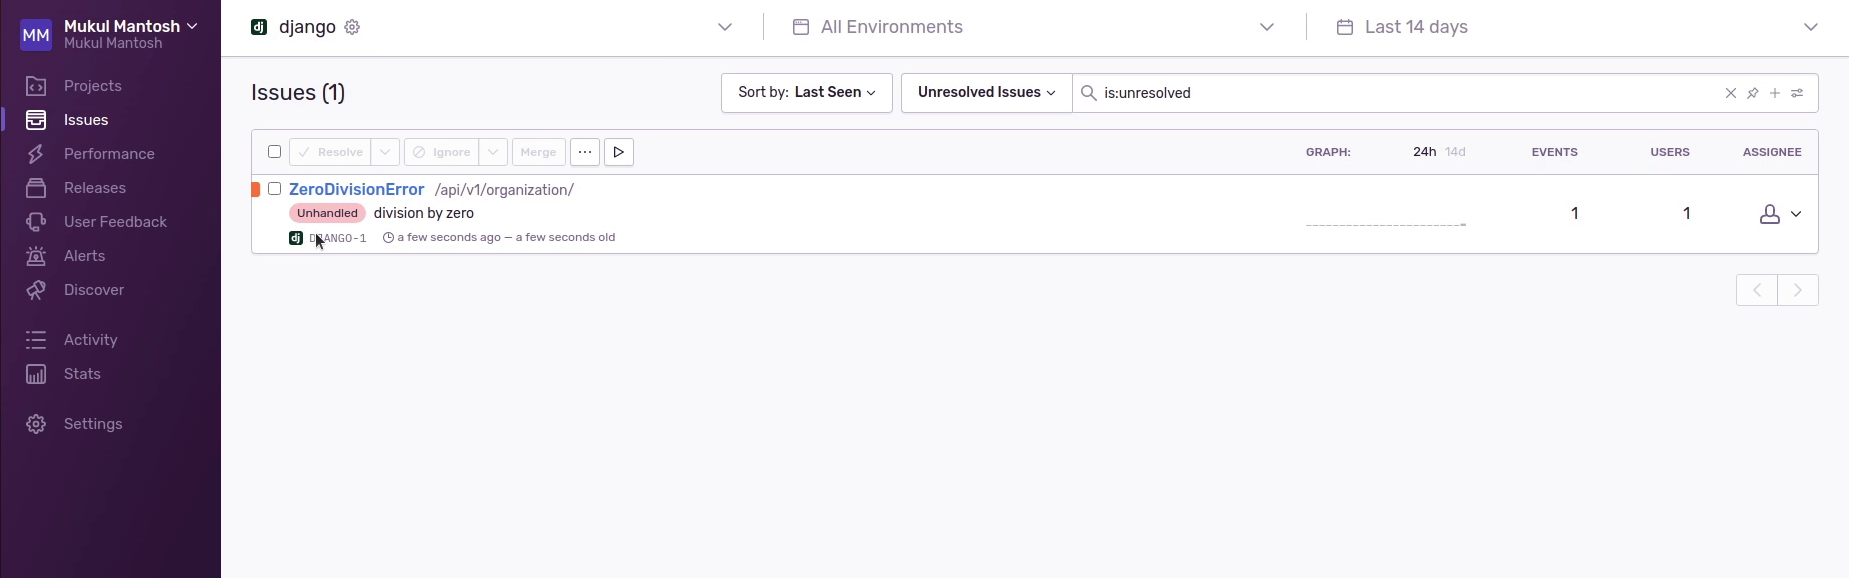 MM
Mukul Mantosh
Mukul Mantosh
Projects
Issues
Performance
Releases
User Feedback
Alerts
Discover
Activity
Stats
Settings
dj django
All Environments
Last 14 days
Issues (1)
Sort by: Last Seen
Unresolved Issues
is:unresolved
Resolve
Ignore
Merge
GRAPH: 24h 14d
EVENTS
USERS
ASSIGNEE
ZeroDivisionError /api/v1/organization/
Unhandled division by zero
1
1
dj DJANGO-1 a few seconds ago — a few seconds old